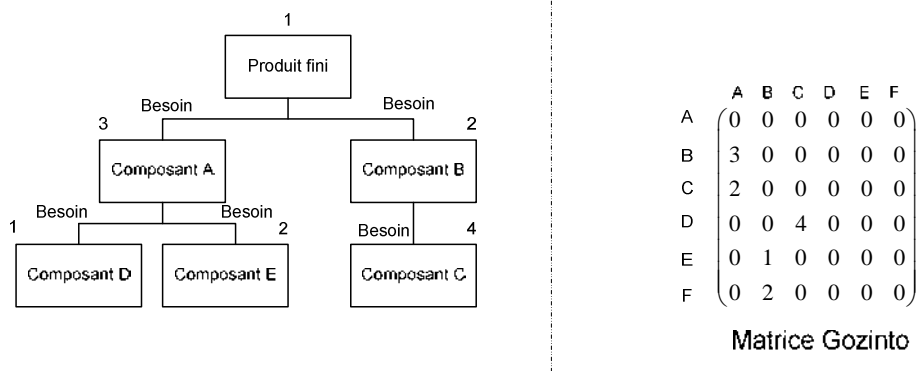 1
Produit fini
Besoin Besoin
3 2
Composant A Composant B
Besoin Besoin Besoin
1 2 4
Composant D Composant E Composant C
A B C D E F
A 0 0 0 0 0 0
B 3 0 0 0 0 0
C 2 0 0 0 0 0
D 0 0 4 0 0 0
E 0 1 0 0 0 0
F 0 2 0 0 0 0
Matrice Gozinto